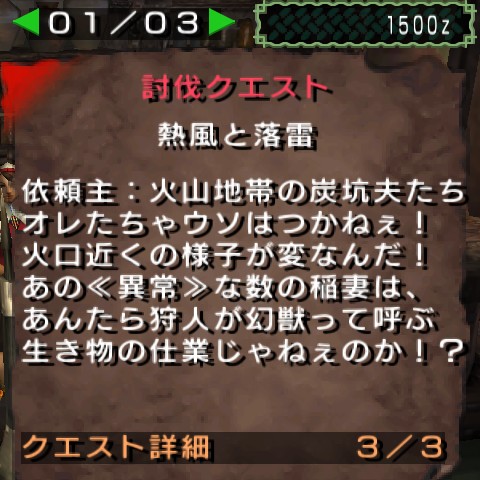 01/03
1500z
討伐クエスト
熱風と落雷
依頼主：火山地帯の炭坑夫たち
オレたちゃウソはつかねぇ！
火口近くの様子が変なんだ！
あの≪異常≫な数の稲妻は、
あんたら狩人が幻獣って呼ぶ
生き物の仕業じゃねぇのか！？
クエスト詳細 3／3